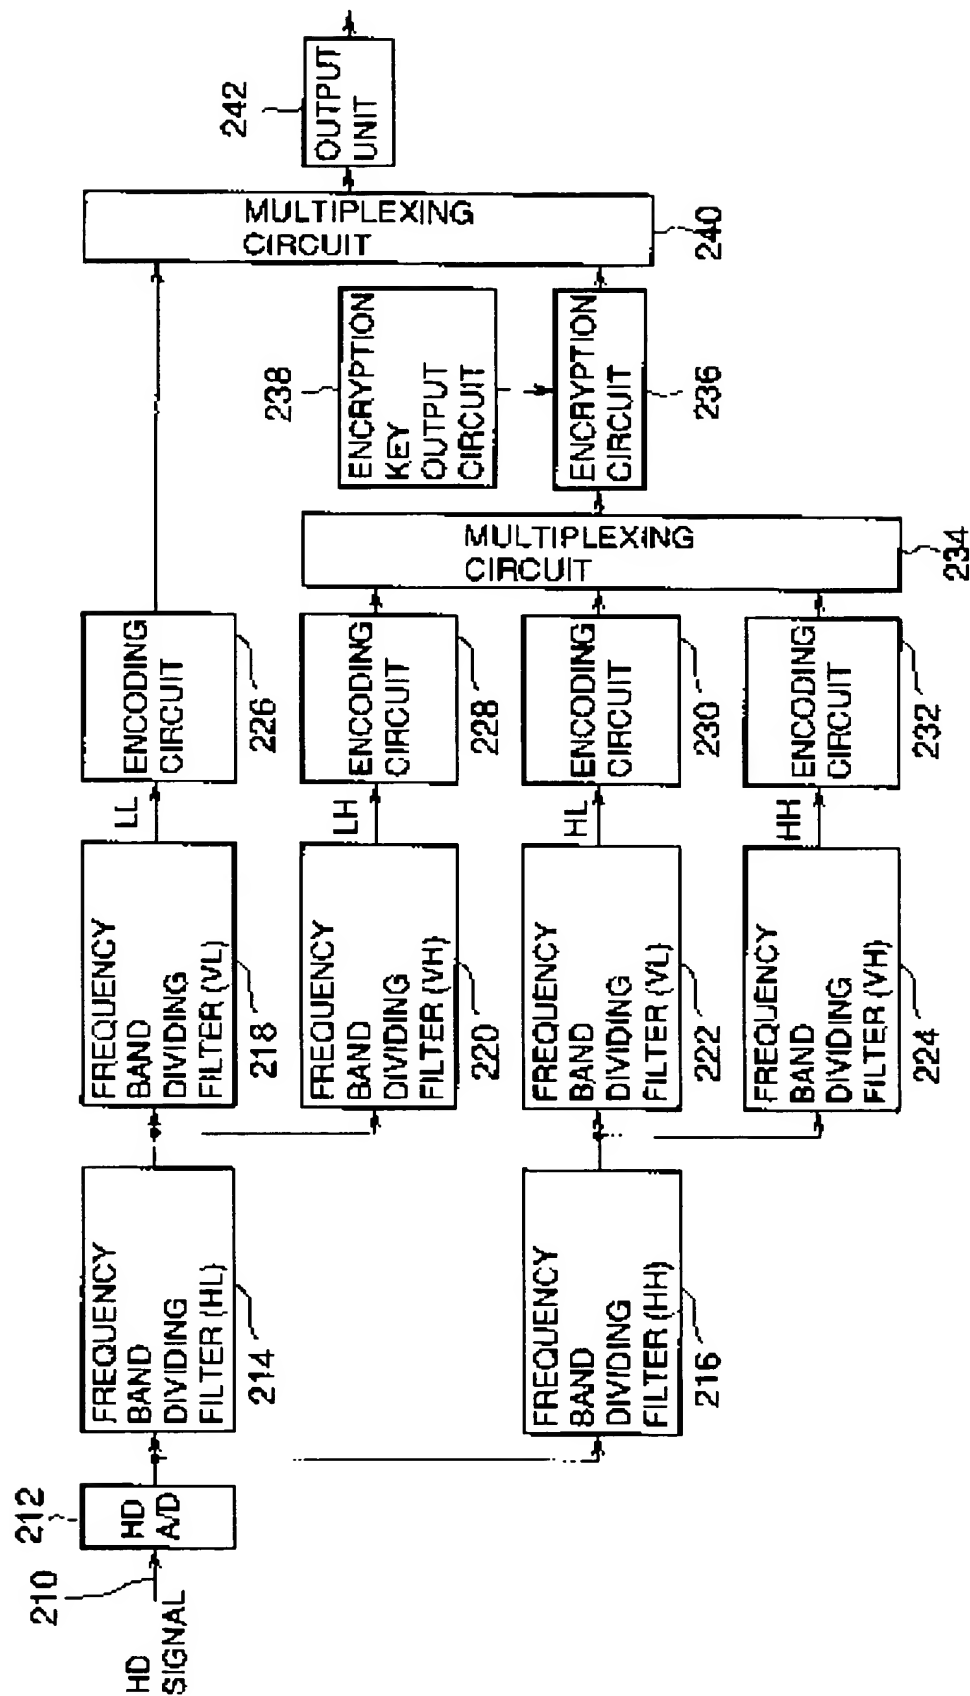 HD
SIGNAL
210
212
HD
A/D
FREQUENCY
BAND
DIVIDING
FILTER (HL)
214
FREQUENCY
BAND
DIVIDING
FILTER (HH)
216
FREQUENCY
BAND
DIVIDING
FILTER (VL)
218
FREQUENCY
BAND
DIVIDING
FILTER (VH)
220
FREQUENCY
BAND
DIVIDING
FILTER (VL)
222
FREQUENCY
BAND
DIVIDING
FILTER (VH)
224
LL
LH
HL
HH
ENCODING
CIRCUIT
226
ENCODING
CIRCUIT
228
ENCODING
CIRCUIT
230
ENCODING
CIRCUIT
232
MULTIPLEXING
CIRCUIT
234
238
ENCRYPTION
KEY
OUTPUT
CIRCUIT
ENCRYPTION
CIRCUIT
236
MULTIPLEXING
CIRCUIT
240
242
OUTPUT
UNIT